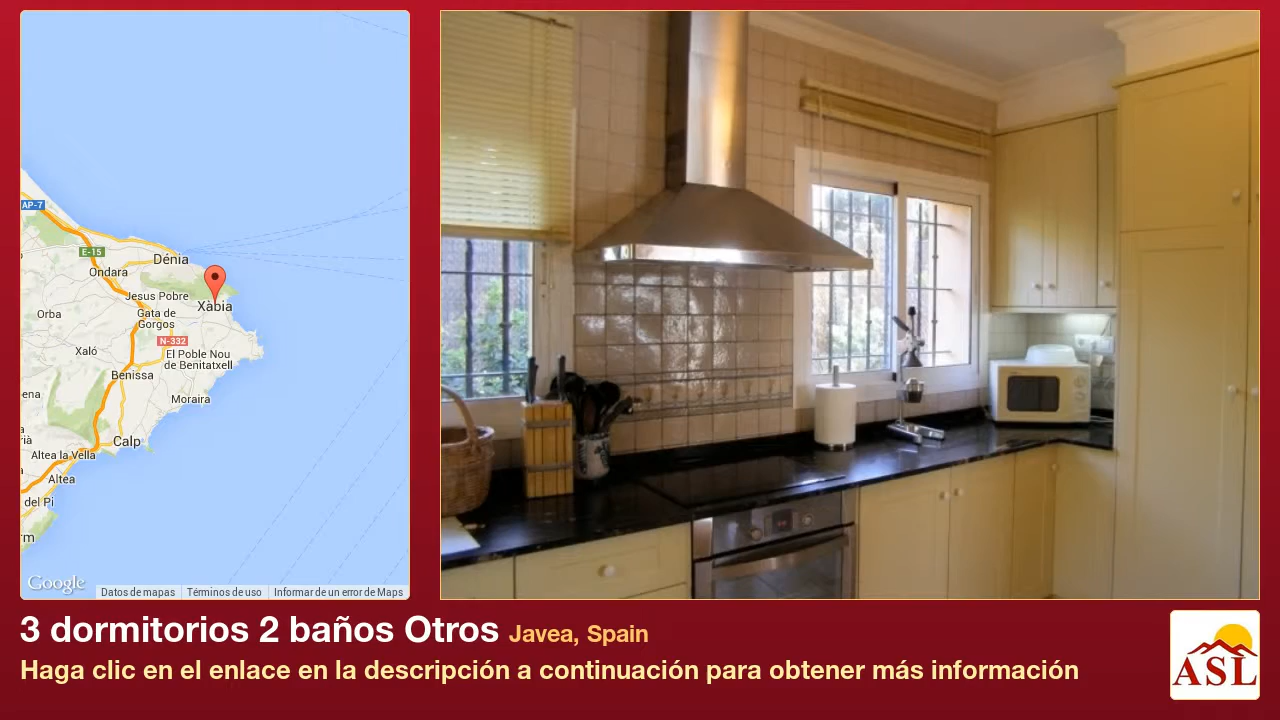 AP-7
E-15
Dénia
Ondara
Jesus Pobre
Xàbia
Orba
Gata de
Gorgos
N-332
Xaló
El Poble Nou
de Benitatxell
Benissa
ena
Moraira
a
rià
Calp
Altea la Vella
a
Altea
del Pi
rm
Google
Datos de mapas
Términos de uso
Informar de un error de Maps
3 dormitorios 2 baños Otros Javea, Spain
Haga clic en el enlace en la descripción a continuación para obtener más información
ASL